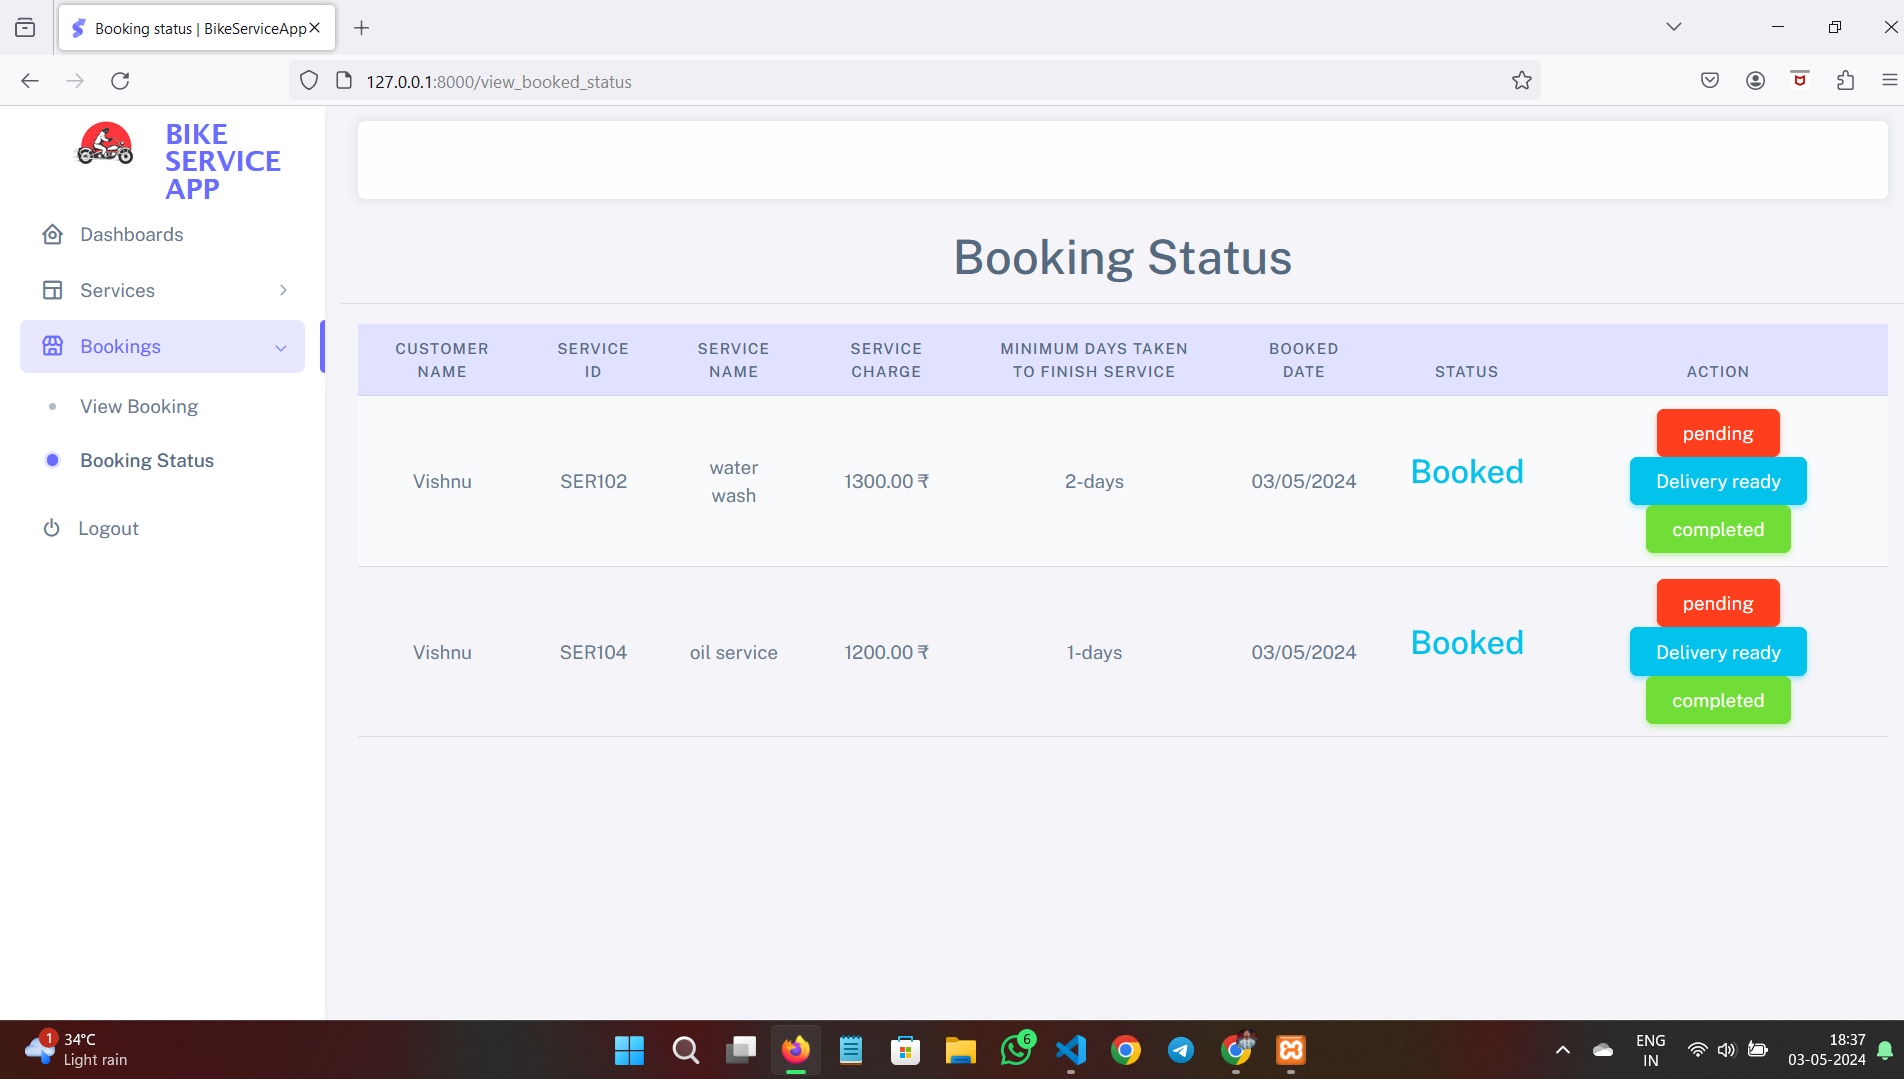 Booking status | BikeServiceApp
127.0.0.1:8000/view_booked_status
BIKE
SERVICE
APP
Dashboards
Services
Bookings
View Booking
Booking Status
Logout
Booking Status
CUSTOMER NAME SERVICE ID SERVICE NAME SERVICE CHARGE MINIMUM DAYS TAKEN TO FINISH SERVICE BOOKED DATE STATUS ACTION
Vishnu SER102 water wash 1300.00 ₹ 2-days 03/05/2024 Booked
pending
Delivery ready
completed
Vishnu SER104 oil service 1200.00 ₹ 1-days 03/05/2024 Booked
pending
Delivery ready
completed
1
34°C
Light rain
6
ENG
IN
18:37
03-05-2024